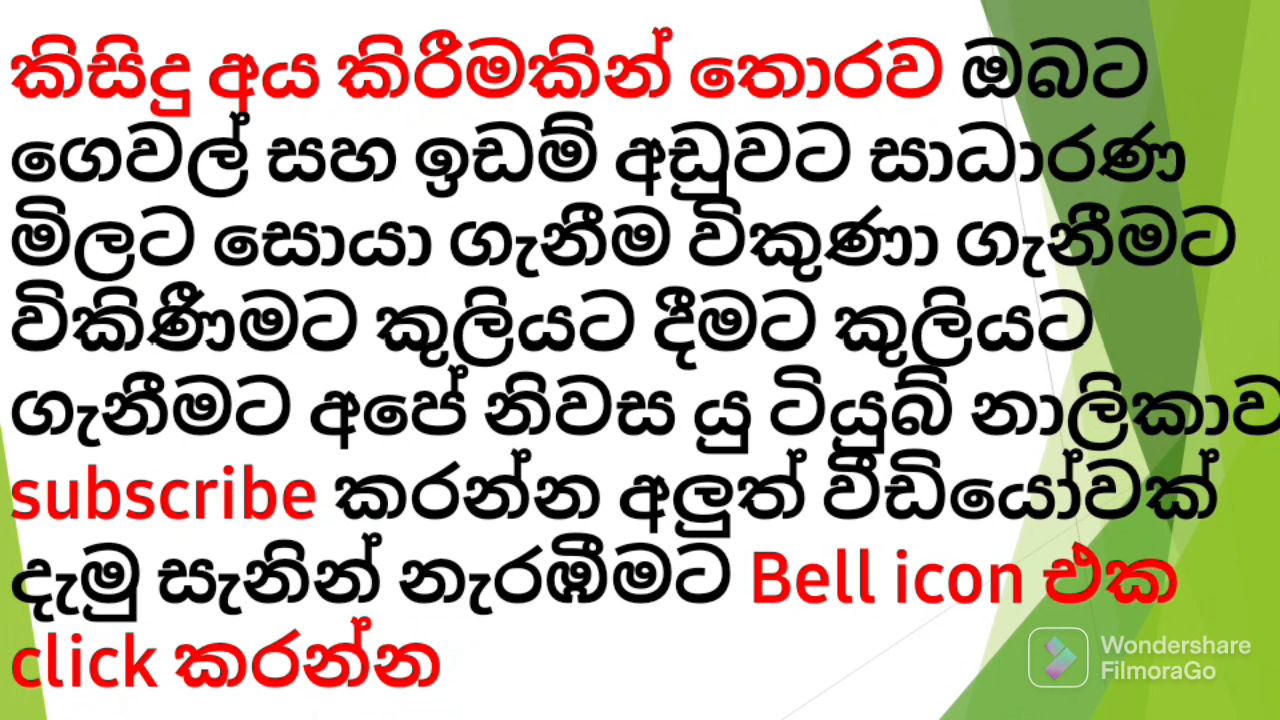 කිසිදු අය කිරීමකින් තොරව ඔබට
ගෙවල් සහ ඉඩම් අඩුවට සාධාරණ
මිලට සොයා ගැනීම විකුණා ගැනීමට
විකිණීමට කුලියට දීමට කුලියට
ගැනීමට අපේ නිවස යු ටියුබ් නාලිකාව
subscribe කරන්න අලුත් වීඩියෝවක්
දැමු සැනින් නැරඹීමට Bell icon එක
click කරන්න
Wondershare
FilmoraGo